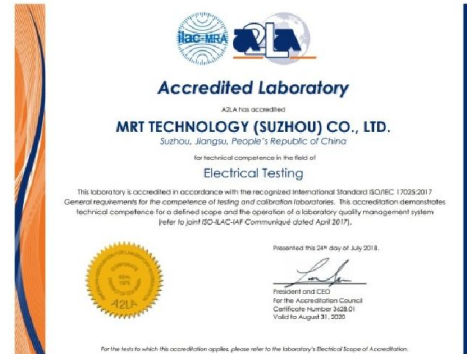 ilac-MRA
A2LA
Accredited Laboratory
A2LA has accredited
MRT TECHNOLOGY (SUZHOU) CO., LTD.
Suzhou, Jiangsu, People's Republic of China
for technical competence in the field of
Electrical Testing
This laboratory is accredited in accordance with the recognized International Standard ISO/IEC 17025:2017
General requirements for the competence of testing and calibration laboratories. This accreditation demonstrates
technical competence for a defined scope and the operation of a laboratory quality management system
(refer to joint ISO-ILAC-IAF Communiqué dated April 2017).
Presented this 24th day of July 2018.
President and CEO
For the Accreditation Council
Certificate Number 3628.01
Valid to August 31, 2020
A2LA
For the tests to which this accreditation applies, please refer to the laboratory's Electrical Scope of Accreditation.